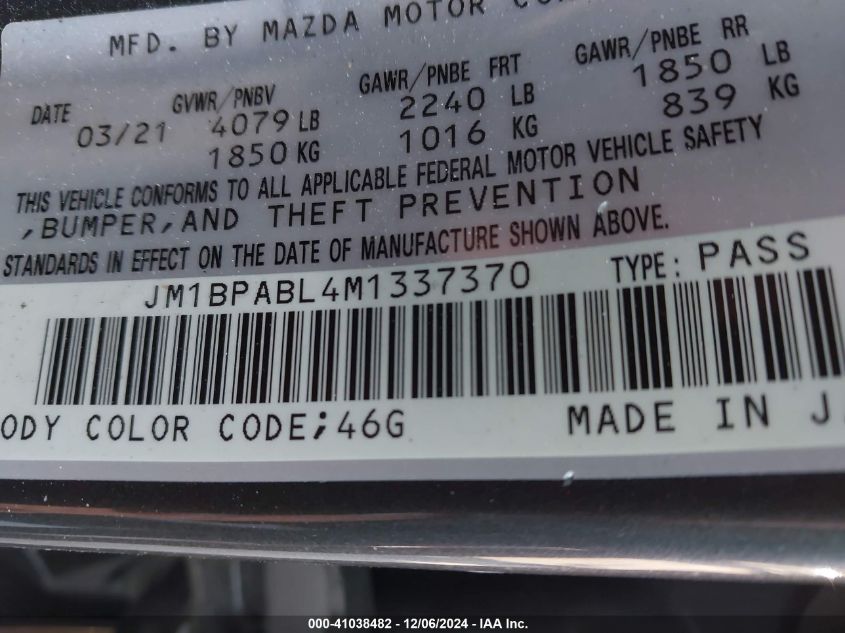 MFD. BY MAZDA MOTOR
DATE 03/21
GVWR/PNBV 4079 LB
1850 KG
GAWR/PNBE FRT
2240 LB
1016 KG
GAWR/PNBE RR
1850 LB
839 KG
THIS VEHICLE CONFORMS TO ALL APPLICABLE FEDERAL MOTOR VEHICLE SAFETY
,BUMPER,AND THEFT PREVENTION
STANDARDS IN EFFECT ON THE DATE OF MANUFACTURE SHOWN ABOVE.
JM1BPABL4M1337370 TYPE: PASS
ODY COLOR CODE;46G MADE IN J
000-41038482 - 12/06/2024 - IAA Inc.